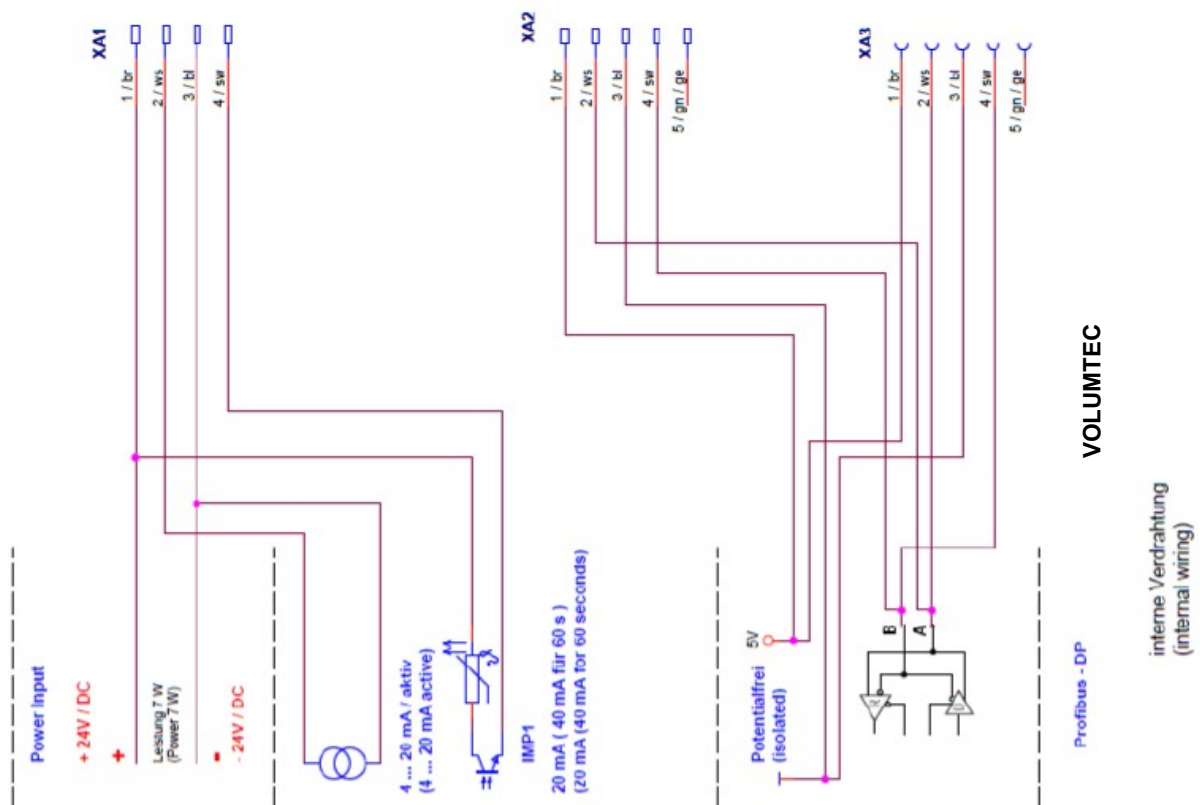 XA1
1 / br
2 / ws
3 / bl
4 / sw
XA2
1 / br
2 / ws
3 / bl
4 / sw
5 / gn / ge
XA3
1 / br
2 / ws
3 / bl
4 / sw
5 / gn / ge
Power Input
+ 24V / DC
+
Leistung 7 W
(Power 7 W)
-
- 24V / DC
4 ... 20 mA / aktiv
(4 ... 20 mA active)
IMP1
20 mA ( 40 mA für 60 s )
(20 mA (40 mA for 60 seconds)
Potentialfrei
(isolated)
5V
B
A
R
D
Profibus - DP
VOLUMTEC
interne Verdrahtung
(internal wiring)